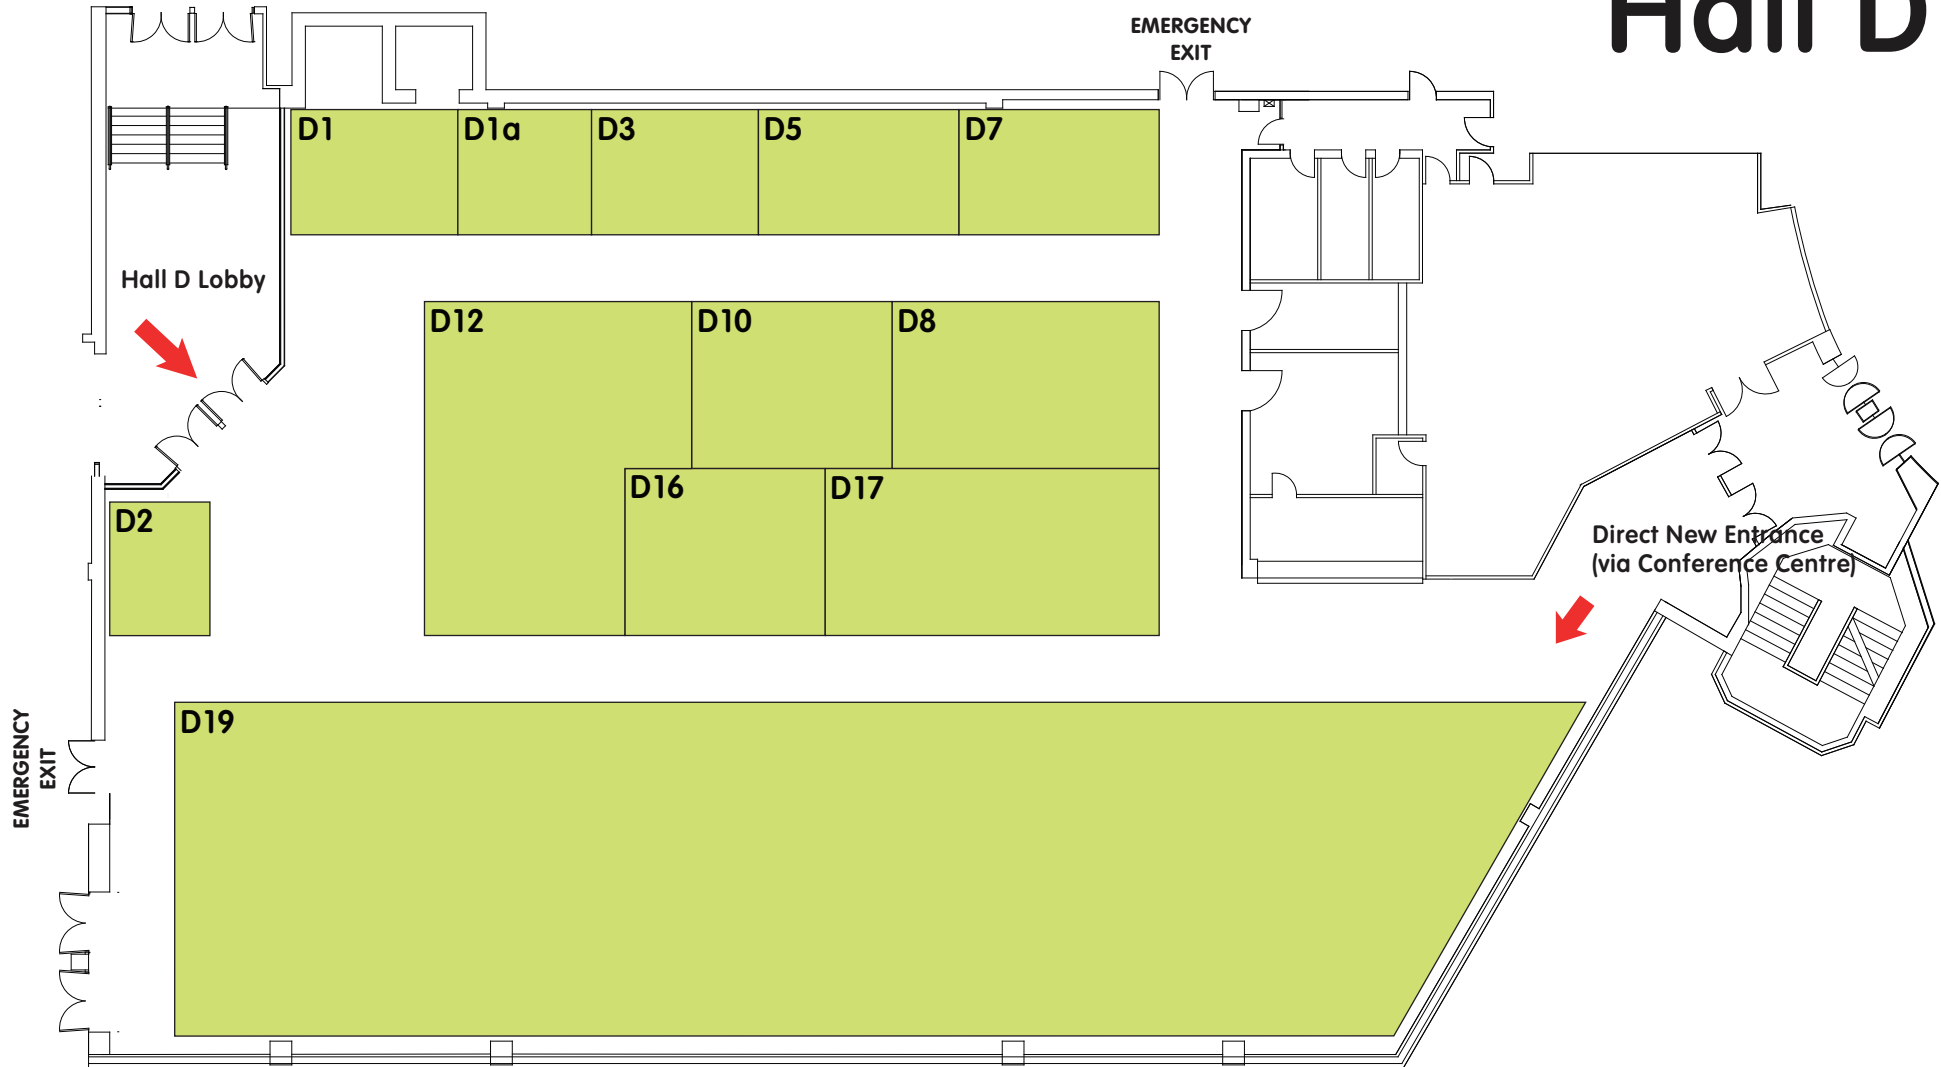 Hall D
EMERGENCY
EXIT
D1
D1a
D3
D5
D7
Hall D Lobby
D12
D10
D8
D16
D17
D2
Direct New Entrance
(via Conference Centre)
D19
EMERGENCY
EXIT